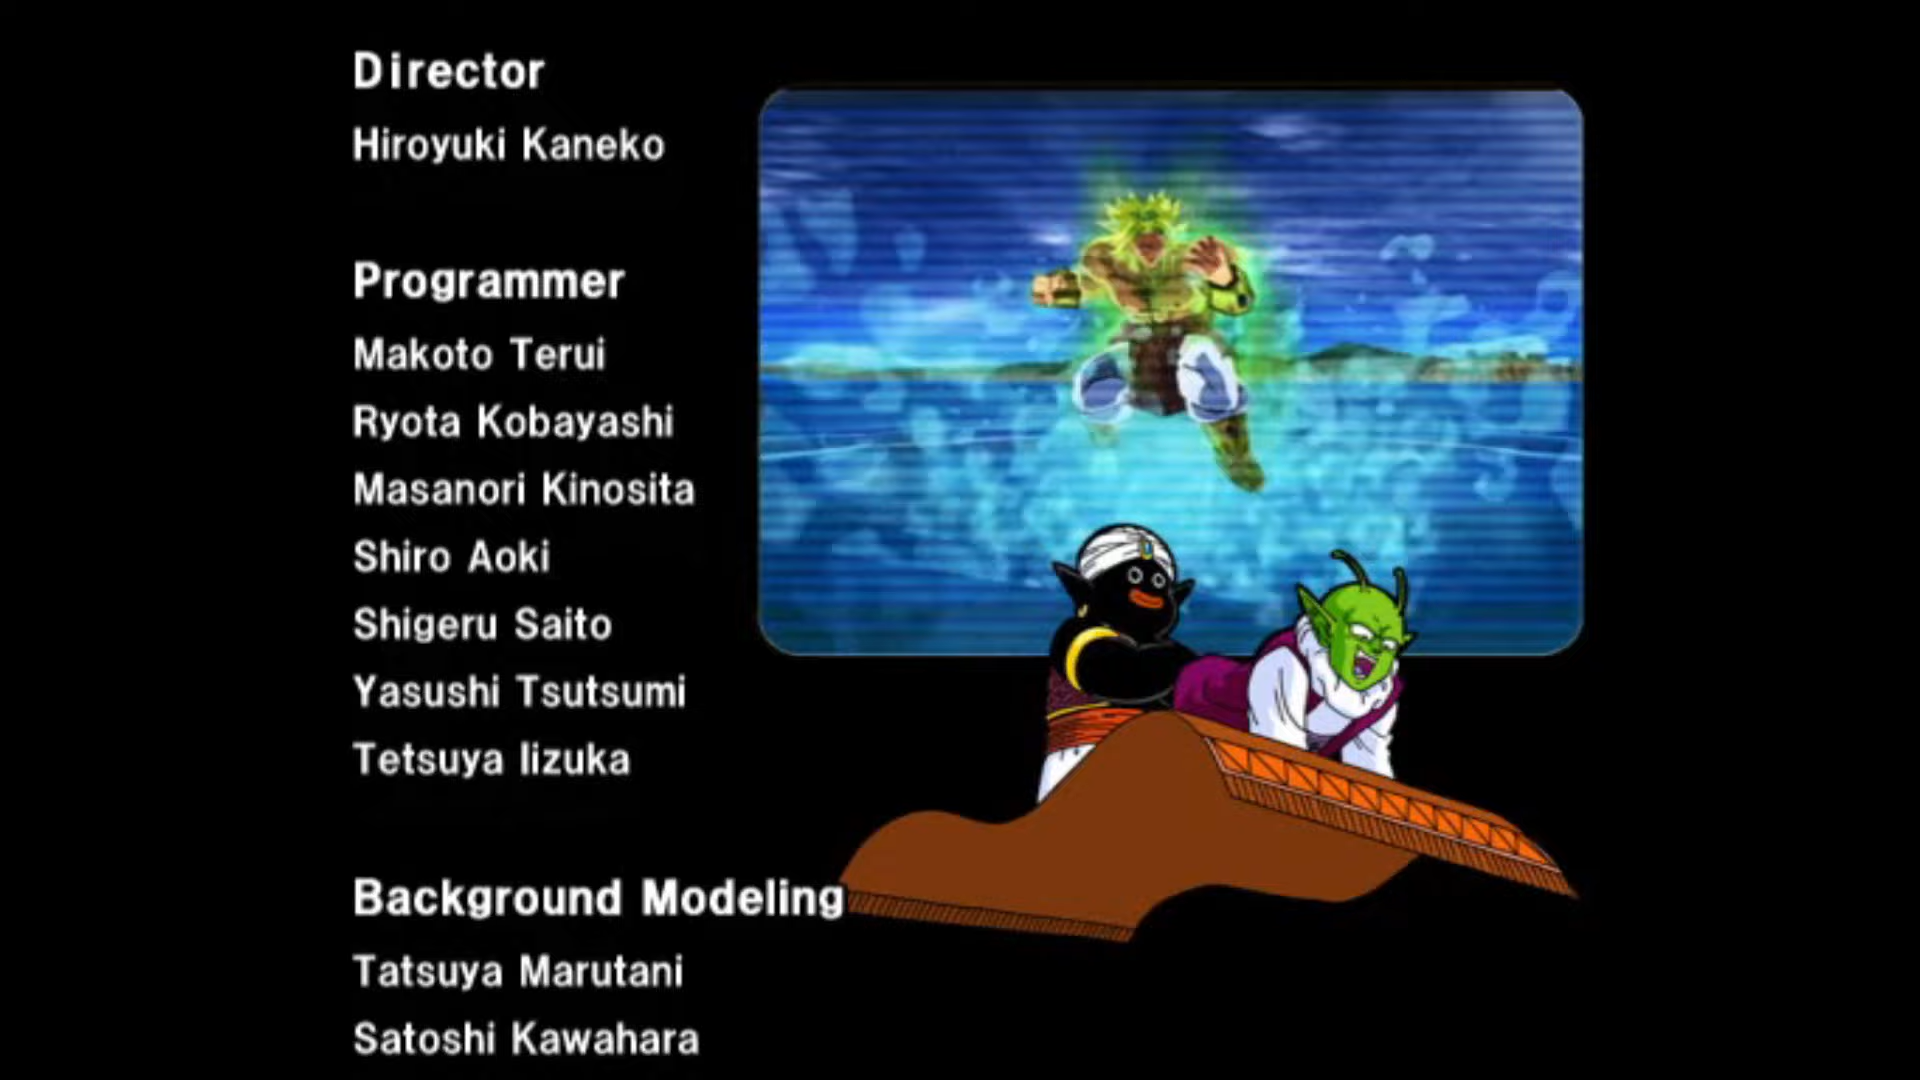 Director
Hiroyuki Kaneko
Programmer
Makoto Terui
Ryota Kobayashi
Masanori Kinosita
Shiro Aoki
Shigeru Saito
Yasushi Tsutsumi
Tetsuya Iizuka
Background Modeling
Tatsuya Marutani
Satoshi Kawahara